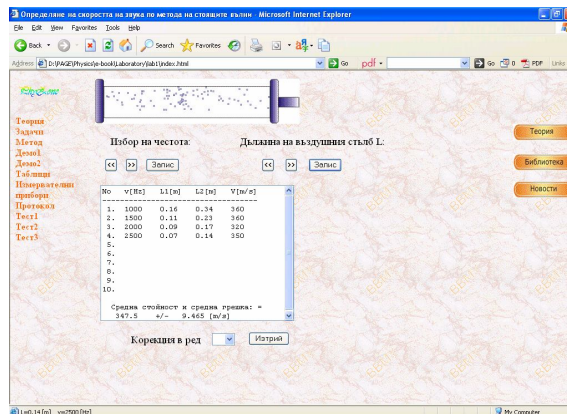 Определяне на скоростта на звука по метода на стоящите вълни - Microsoft Internet Explorer
File Edit View Favorites Tools Help
Back Search Favorites
Address D:\PAGE\Physics\e-book\Laboratory\lab1\index.html Go pdf Go 0 PDF Links
Теория
Задачи
Метод
Демо1
Демо2
Таблици
Измервателни
прибори
Протокол
Тест1
Тест2
Тест3
Избор на честота: Дължина на въздушния стълб L:
<< >> Запис << >> Запис
No v[Hz] L1[m] L2[m] V[m/s]
1. 1000 0.16 0.34 360
2. 1500 0.11 0.23 360
3. 2000 0.09 0.17 320
4. 2500 0.07 0.14 350
5.
6.
7.
8.
9.
10.
Средна стойност и средна грешка: =
347.5 +/- 9.465 [m/s]
Корекция в ред Изтрий
Теория
Библиотека
Новости
L=0.14 [m] v=2500 [Hz] My Computer